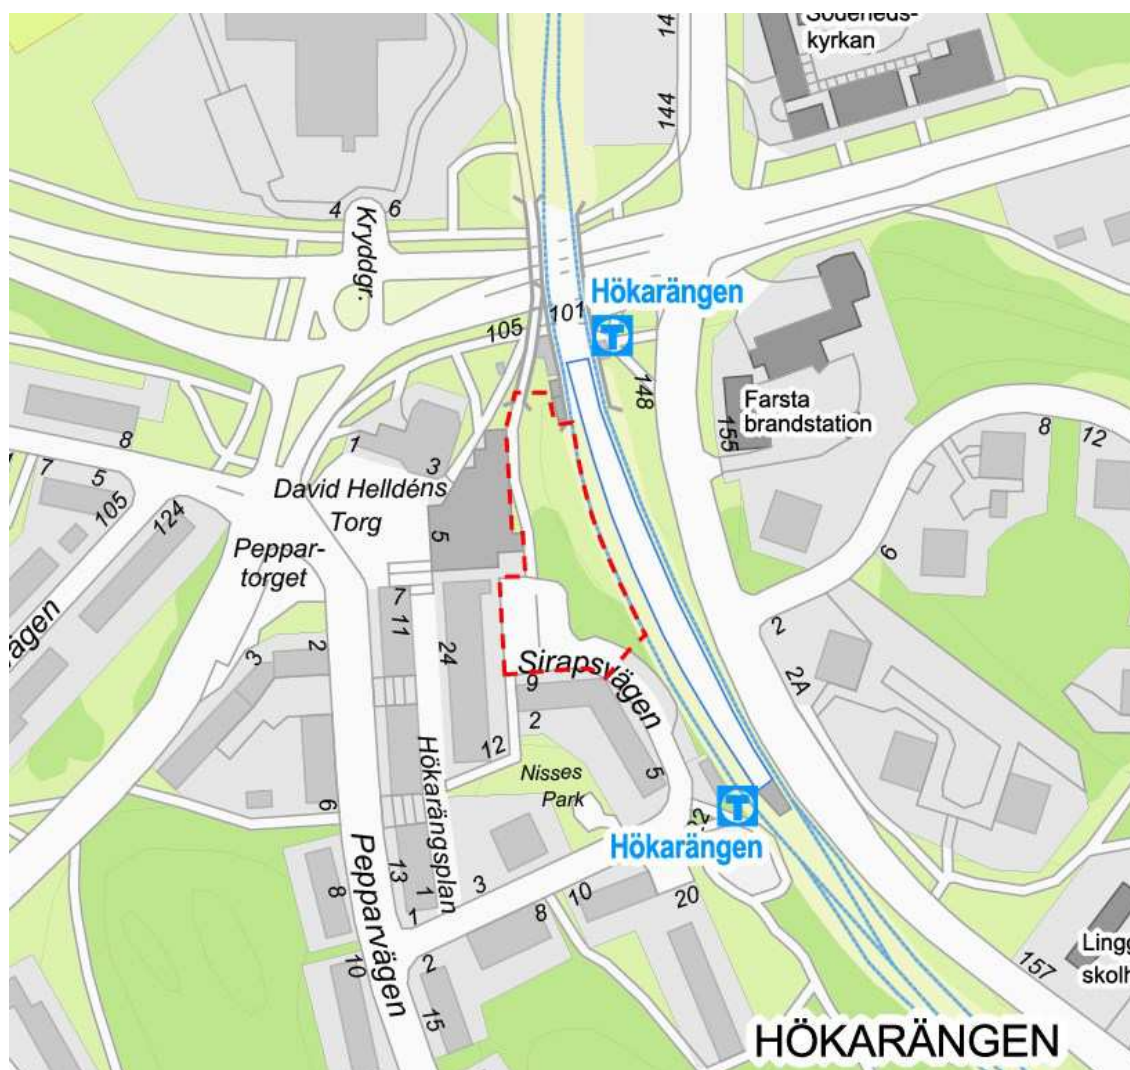 Söderleds-
kyrkan
14
144
4
6
Kryddgr.
Hökarängen
105
101
148
Farsta
brandstation
155
8
12
1
3
8
7
5
105
124
David Helldéns
Torg
5
Peppar-
torget
6
7
11
24
2
3
2
2A
Sirapsvägen
9
2
12
5
Nisses
Park
Hökarängsplan
6
22
Hökarängen
Pepparvägen
13
1
3
8
10
20
1
8
10
2
15
157
HÖKARÄNGEN